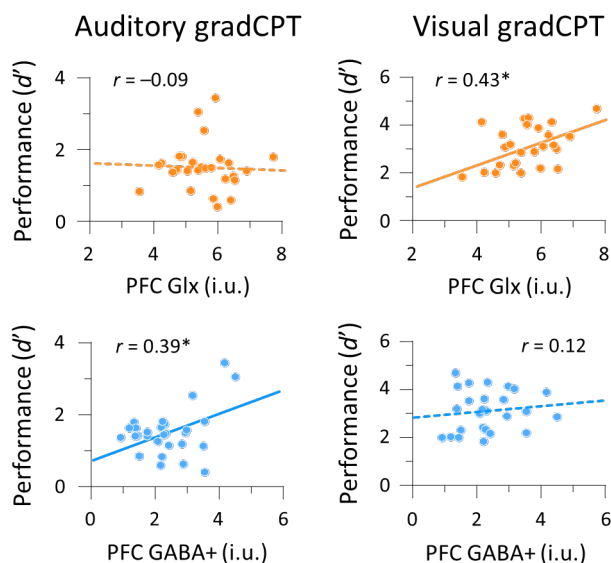 Auditory gradCPT
Visual gradCPT
Performance (d')
4
2
0
r = –0.09
2 4 6 8
PFC Glx (i.u.)
Performance (d')
6
4
2
0
r = 0.43*
2 4 6 8
PFC Glx (i.u.)
Performance (d')
4
2
0
r = 0.39*
0 2 4 6
PFC GABA+ (i.u.)
Performance (d')
6
4
2
0
r = 0.12
0 2 4 6
PFC GABA+ (i.u.)